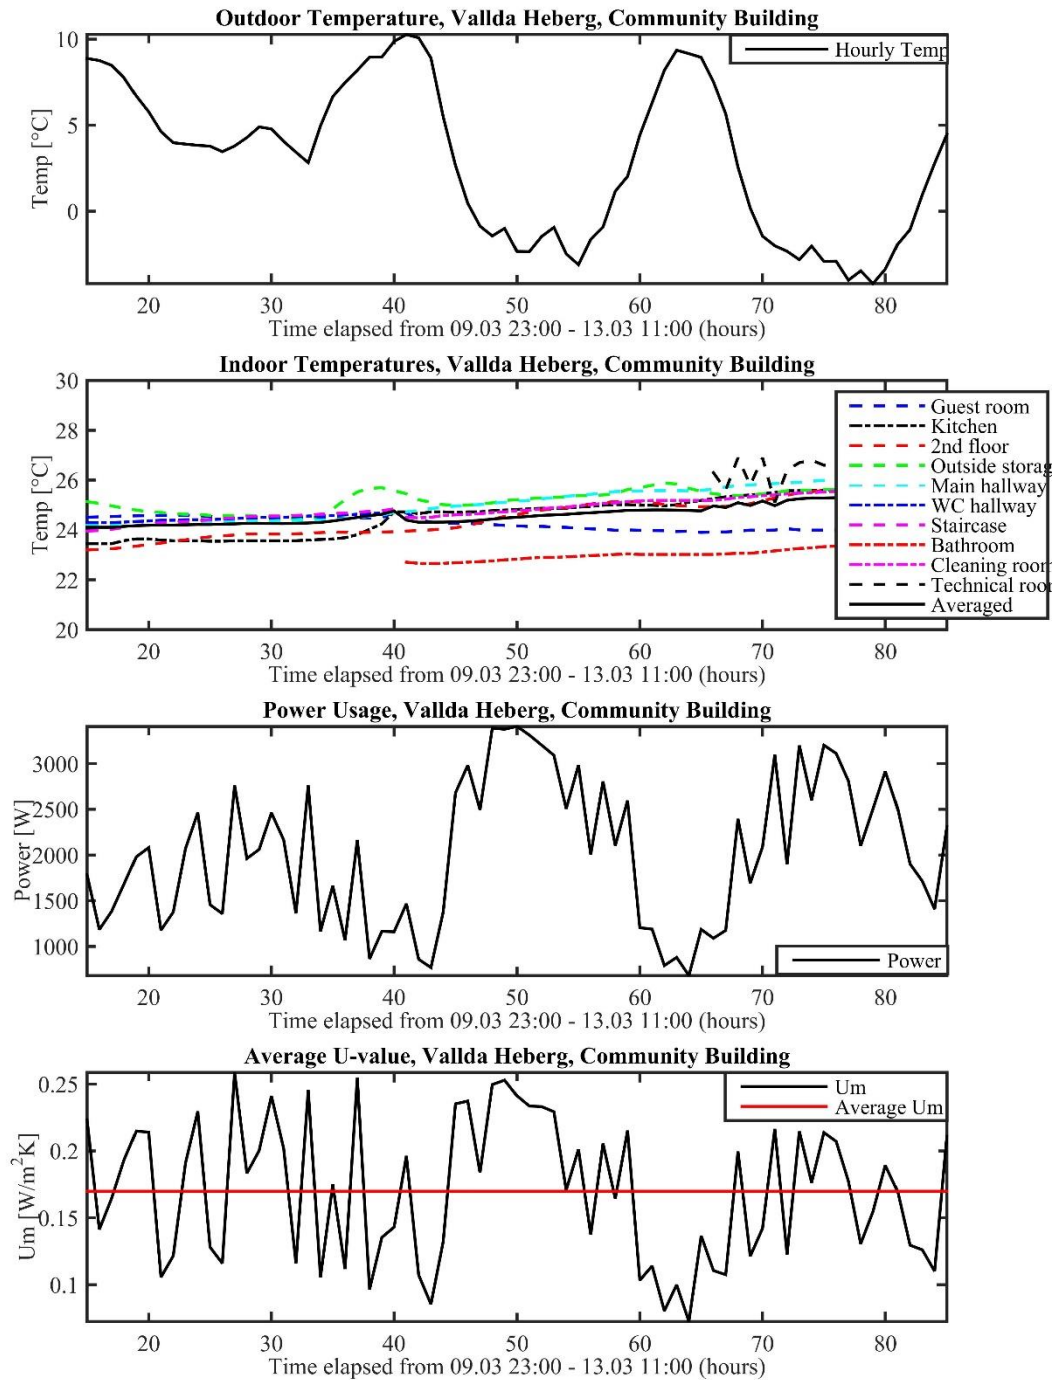 Outdoor Temperature, Vallda Heberg, Community Building
Hourly Temp
10
5
0
Temp [°C]
20 30 40 50 60 70 80
Time elapsed from 09.03 23:00 - 13.03 11:00 (hours)
Indoor Temperatures, Vallda Heberg, Community Building
30
28
26
24
22
20
Temp [°C]
Guest room
Kitchen
2nd floor
Outside storag
Main hallway
WC hallway
Staircase
Bathroom
Cleaning room
Technical room
Averaged
20 30 40 50 60 70 80
Time elapsed from 09.03 23:00 - 13.03 11:00 (hours)
Power Usage, Vallda Heberg, Community Building
3000
2500
2000
1500
1000
Power [W]
Power
20 30 40 50 60 70 80
Time elapsed from 09.03 23:00 - 13.03 11:00 (hours)
Average U-value, Vallda Heberg, Community Building
Um
Average Um
0.25
0.2
0.15
0.1
Um [W/m²K]
20 30 40 50 60 70 80
Time elapsed from 09.03 23:00 - 13.03 11:00 (hours)